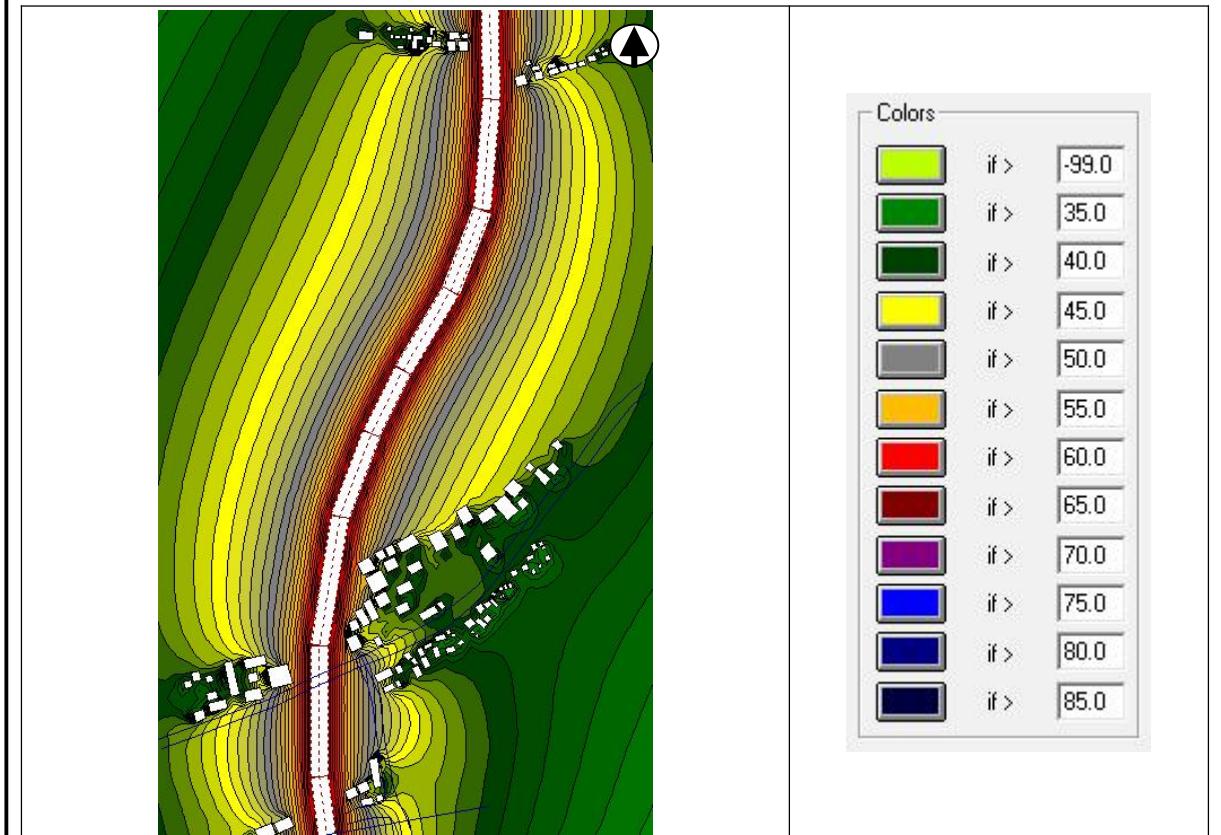 Colors
if > -99.0
if > 35.0
if > 40.0
if > 45.0
if > 50.0
if > 55.0
if > 60.0
if > 65.0
if > 70.0
if > 75.0
if > 80.0
if > 85.0